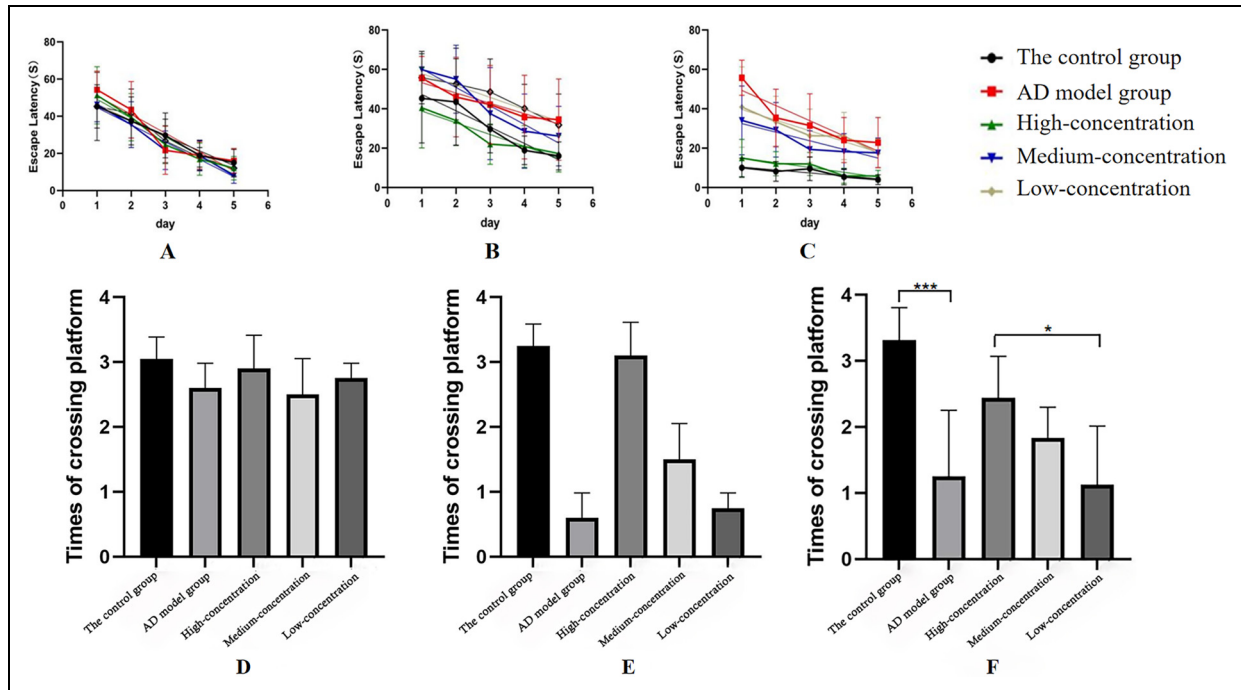 80
60
40
20
0
Escape Latency (S)
0 1 2 3 4 5 6
day
A
80
60
40
20
0
Escape Latency (S)
0 1 2 3 4 5 6
day
B
80
60
40
20
0
Escape Latency (S)
0 1 2 3 4 5 6
day
C
The control group
AD model group
High-concentration
Medium-concentration
Low-concentration
Times of crossing platform
4
3
2
1
0
The control group
AD model group
High-concentration
Medium-concentration
Low-concentration
D
Times of crossing platform
4
3
2
1
0
The control group
AD model group
High-concentration
Medium-concentration
Low-concentration
E
Times of crossing platform
4
3
2
1
0
***
*
The control group
AD model group
High-concentration
Medium-concentration
Low-concentration
F